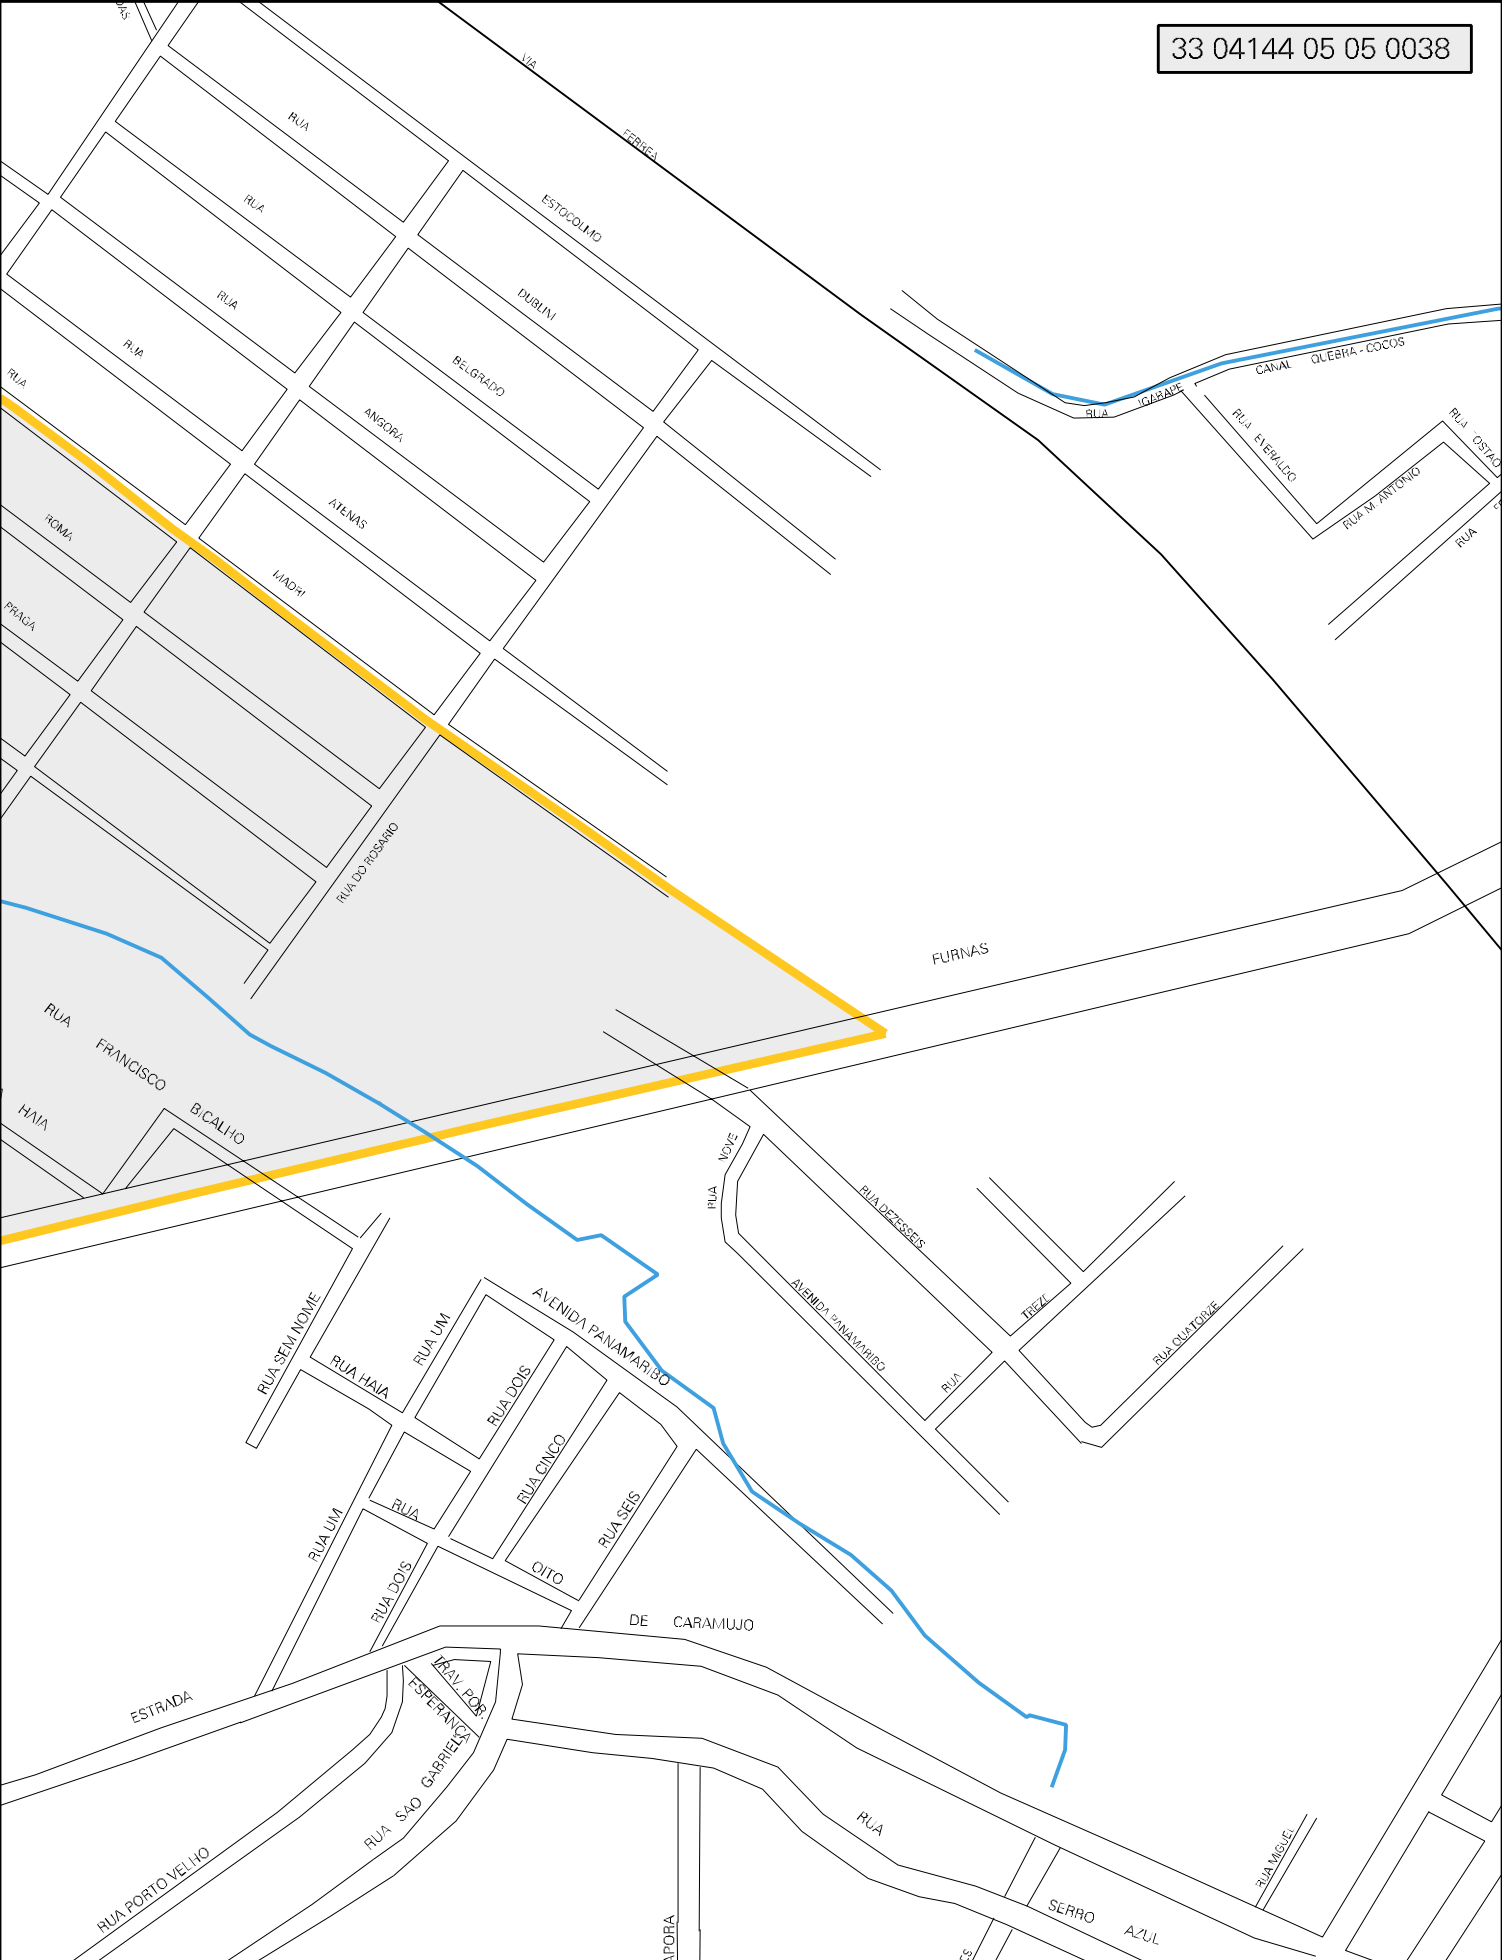 33 04144 05 05 0038
VIA
FERREA
RUA
RUA
ESTOCOLMO
RUA
DUBLIN
RUA
BELGRADO
RUA
ANGORA
ATENAS
MADRI
ROMA
PRAGA
RUA DO ROSARIO
RUA
IGARAPE
CANAL
QUEBRA - COCOS
RUA EVERALDO
RUA M. ANTONIO
RUA
RUA
FURNAS
RUA
FRANCISCO
BICALHO
HAIA
RUA NOVE
RUA DEZESSEIS
AVENIDA PANAMARIBO
RUA
TREZE
RUA QUATORZE
RUA SEM NOME
RUA HAIA
RUA UM
AVENIDA PANAMARIBO
RUA DOIS
RUA CINCO
RUA SEIS
RUA
OITO
RUA UM
RUA DOIS
ESTRADA
DE CARAMUJO
TRAV. POR.
ESPERANCA
RUA SAO GABRIEL
RUA PORTO VELHO
RUA
SERRO
AZUL
RUA MIGUEL